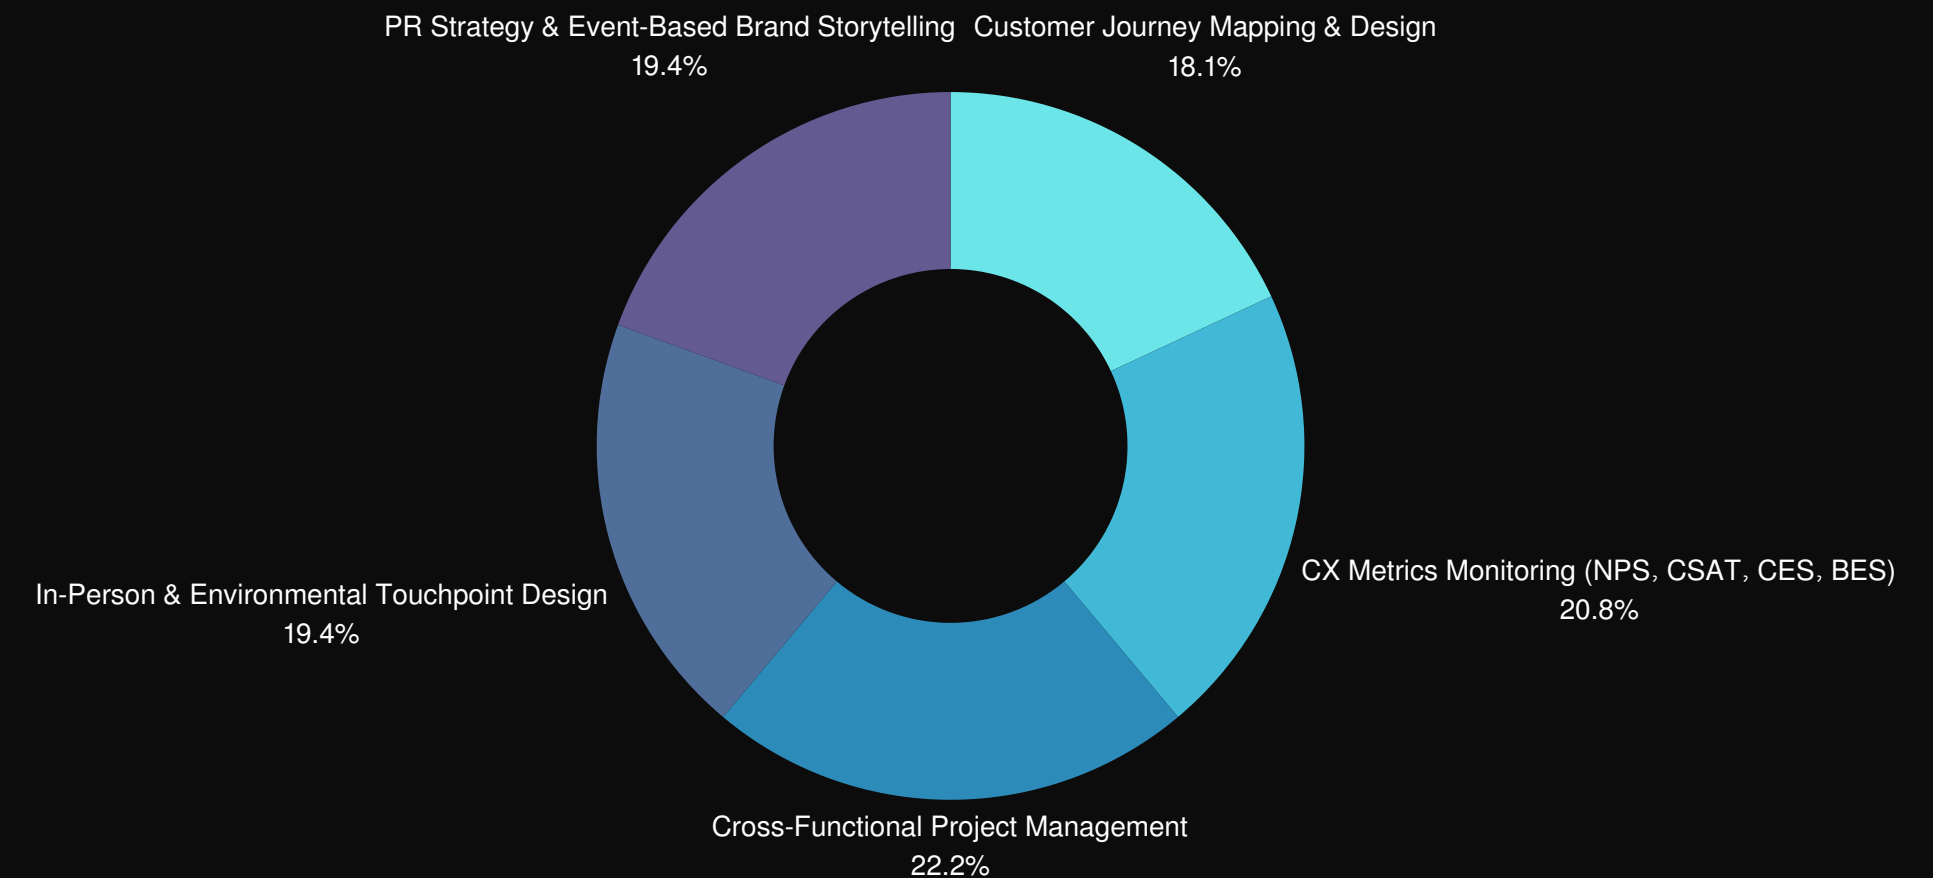 PR Strategy & Event-Based Brand Storytelling
19.4%
Customer Journey Mapping & Design
18.1%
CX Metrics Monitoring (NPS, CSAT, CES, BES)
20.8%
In-Person & Environmental Touchpoint Design
19.4%
Cross-Functional Project Management
22.2%